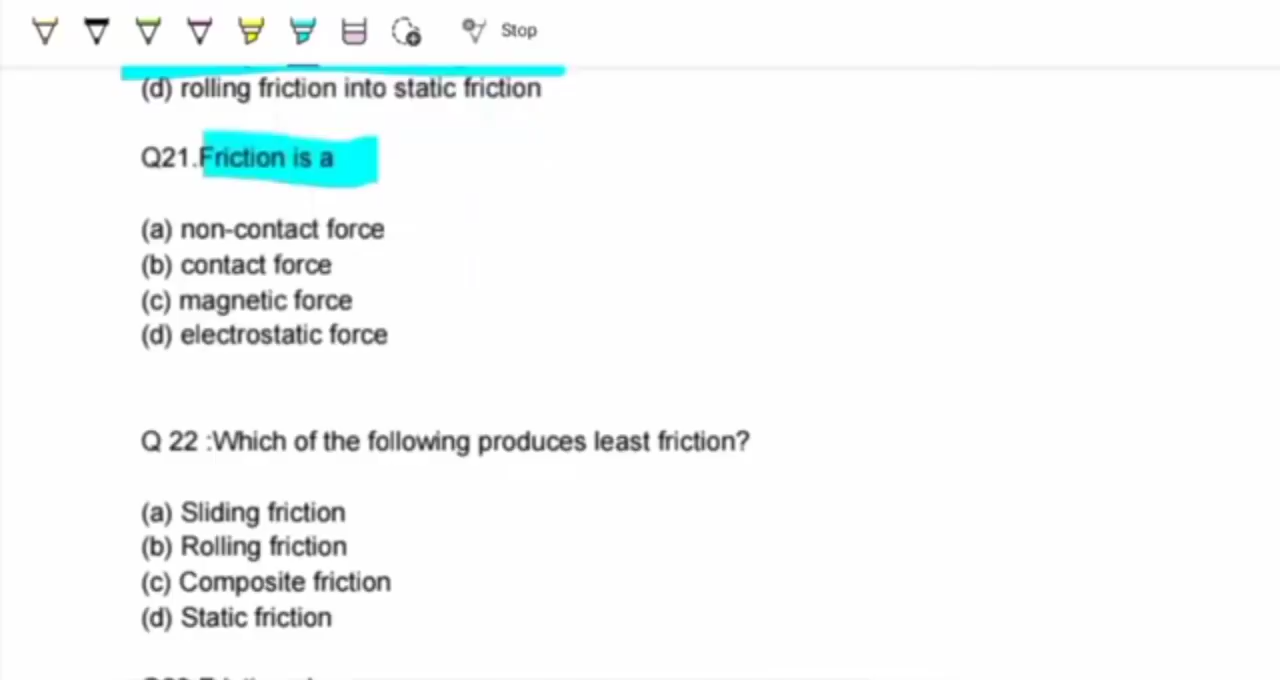 Stop
(d) rolling friction into static friction
Q21.Friction is a
(a) non-contact force
(b) contact force
(c) magnetic force
(d) electrostatic force
Q 22 :Which of the following produces least friction?
(a) Sliding friction
(b) Rolling friction
(c) Composite friction
(d) Static friction